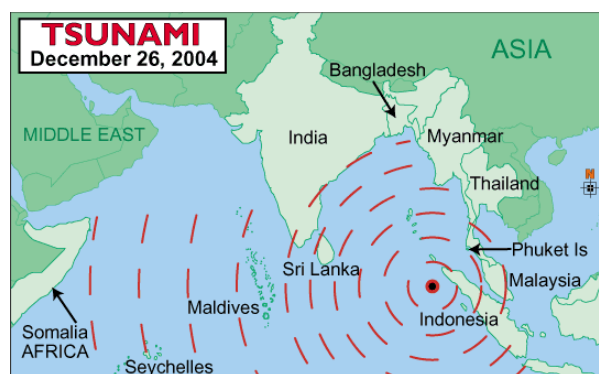 TSUNAMI
December 26, 2004
ASIA
Bangladesh
MIDDLE EAST
India
Myanmar
Thailand
N
Phuket Is
Sri Lanka
Malaysia
Maldives
Indonesia
Somalia
AFRICA
Seychelles